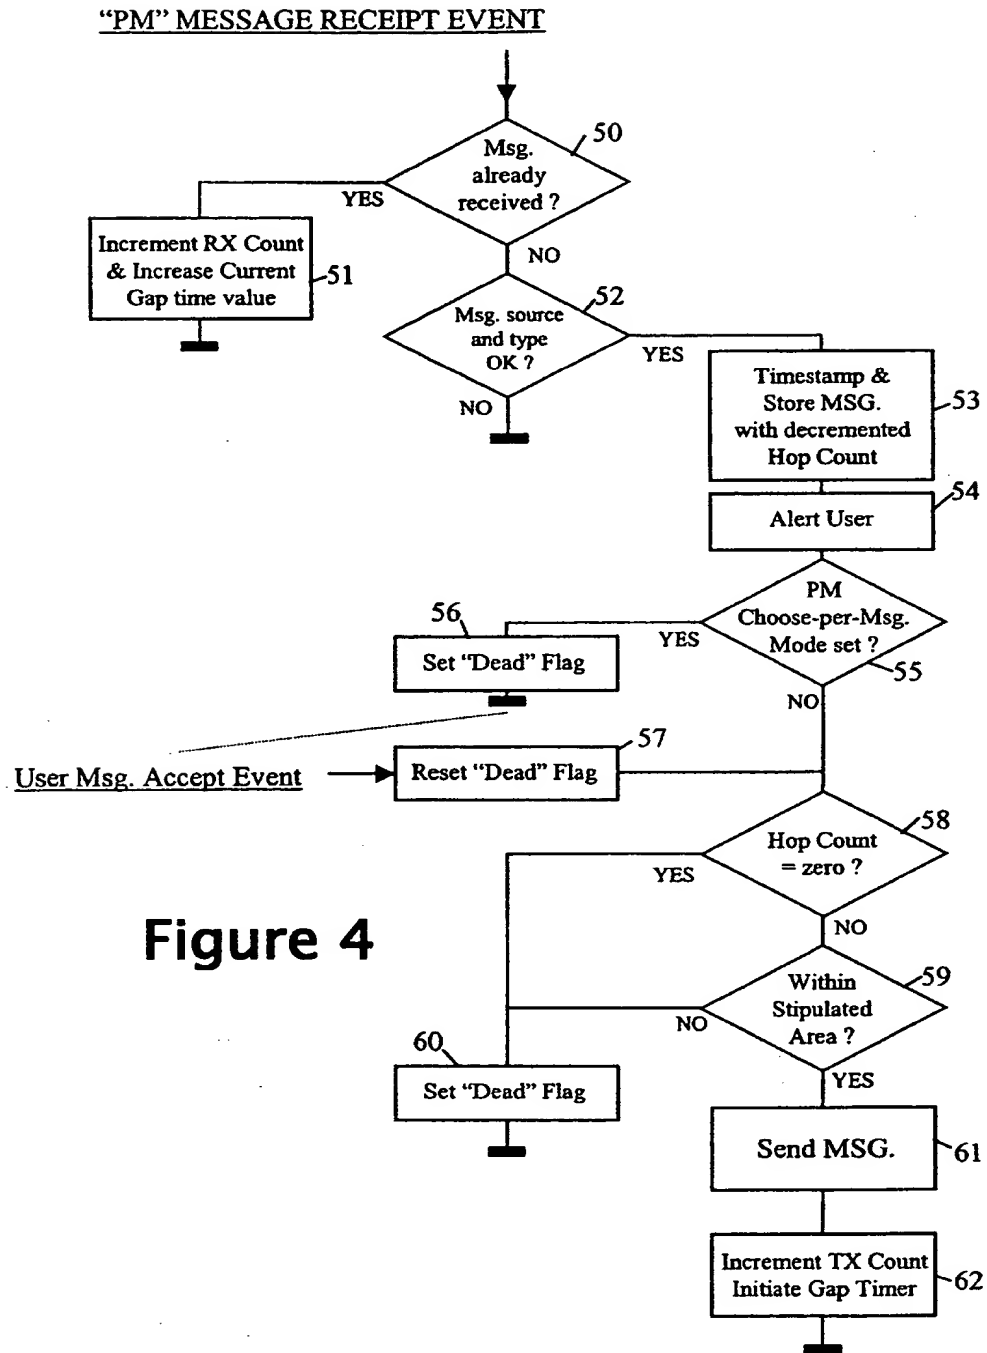 “PM” MESSAGE RECEIPT EVENT
50
Msg.
already
received ?
YES
NO
Increment RX Count
& Increase Current
Gap time value
51
52
Msg. source
and type
OK ?
YES
NO
Timestamp &
Store MSG.
with decremented
Hop Count
53
54
Alert User
PM
Choose-per-Msg.
Mode set ?
55
YES
NO
56
Set “Dead” Flag
57
User Msg. Accept Event
Reset “Dead” Flag
58
Hop Count
= zero ?
YES
NO
Figure 4
59
Within
Stipulated
Area ?
NO
YES
60
Set “Dead” Flag
Send MSG.
61
Increment TX Count
Initiate Gap Timer
62